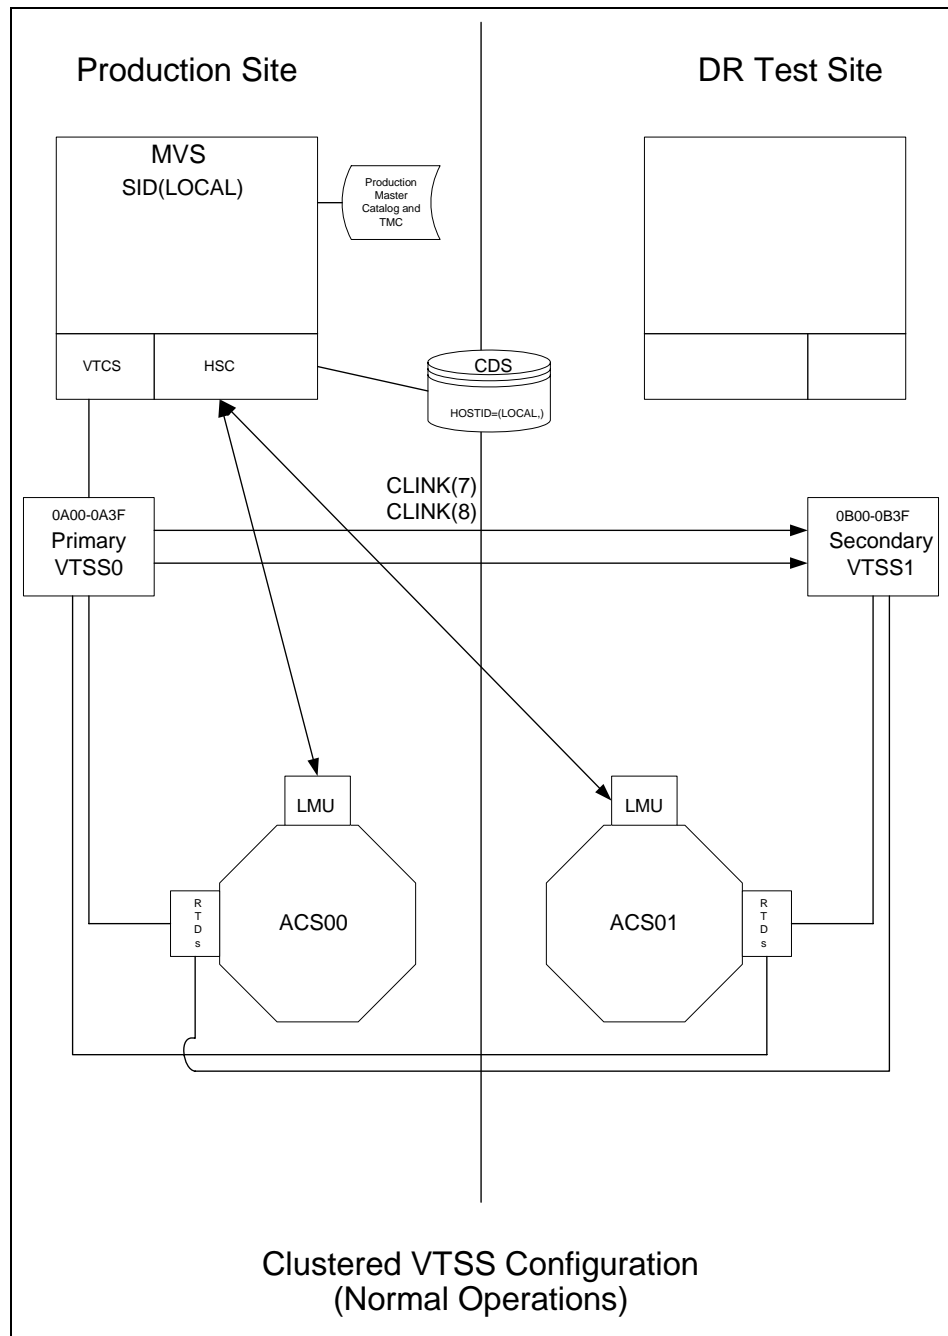 Production Site
DR Test Site
MVS
SID(LOCAL)
Production
Master
Catalog and
TMC
VTCS
HSC
CDS
HOSTID=(LOCAL,)
CLINK(7)
CLINK(8)
0A00-0A3F
Primary
VTSS0
0B00-0B3F
Secondary
VTSS1
LMU
LMU
R
T
D
s
ACS00
ACS01
R
T
D
s
Clustered VTSS Configuration
(Normal Operations)